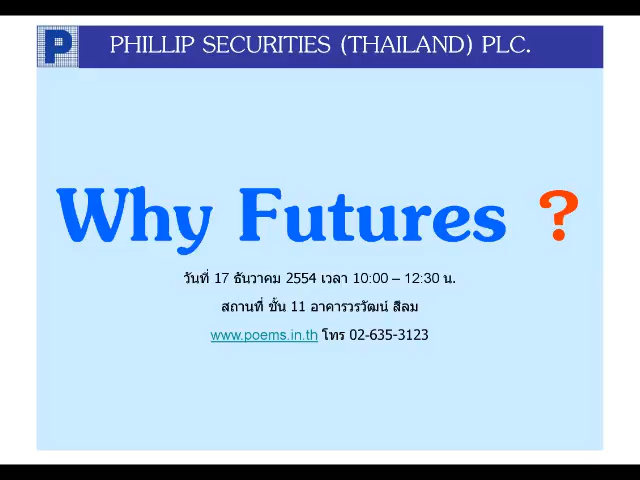 P
PHILLIP SECURITIES (THAILAND) PLC.
Why Futures ?
วันที่ 17 ธันวาคม 2554 เวลา 10:00 – 12:30 น.
สถานที่ ชั้น 11 อาคารวรวัฒน์ สีลม
www.poems.in.th โทร 02-635-3123